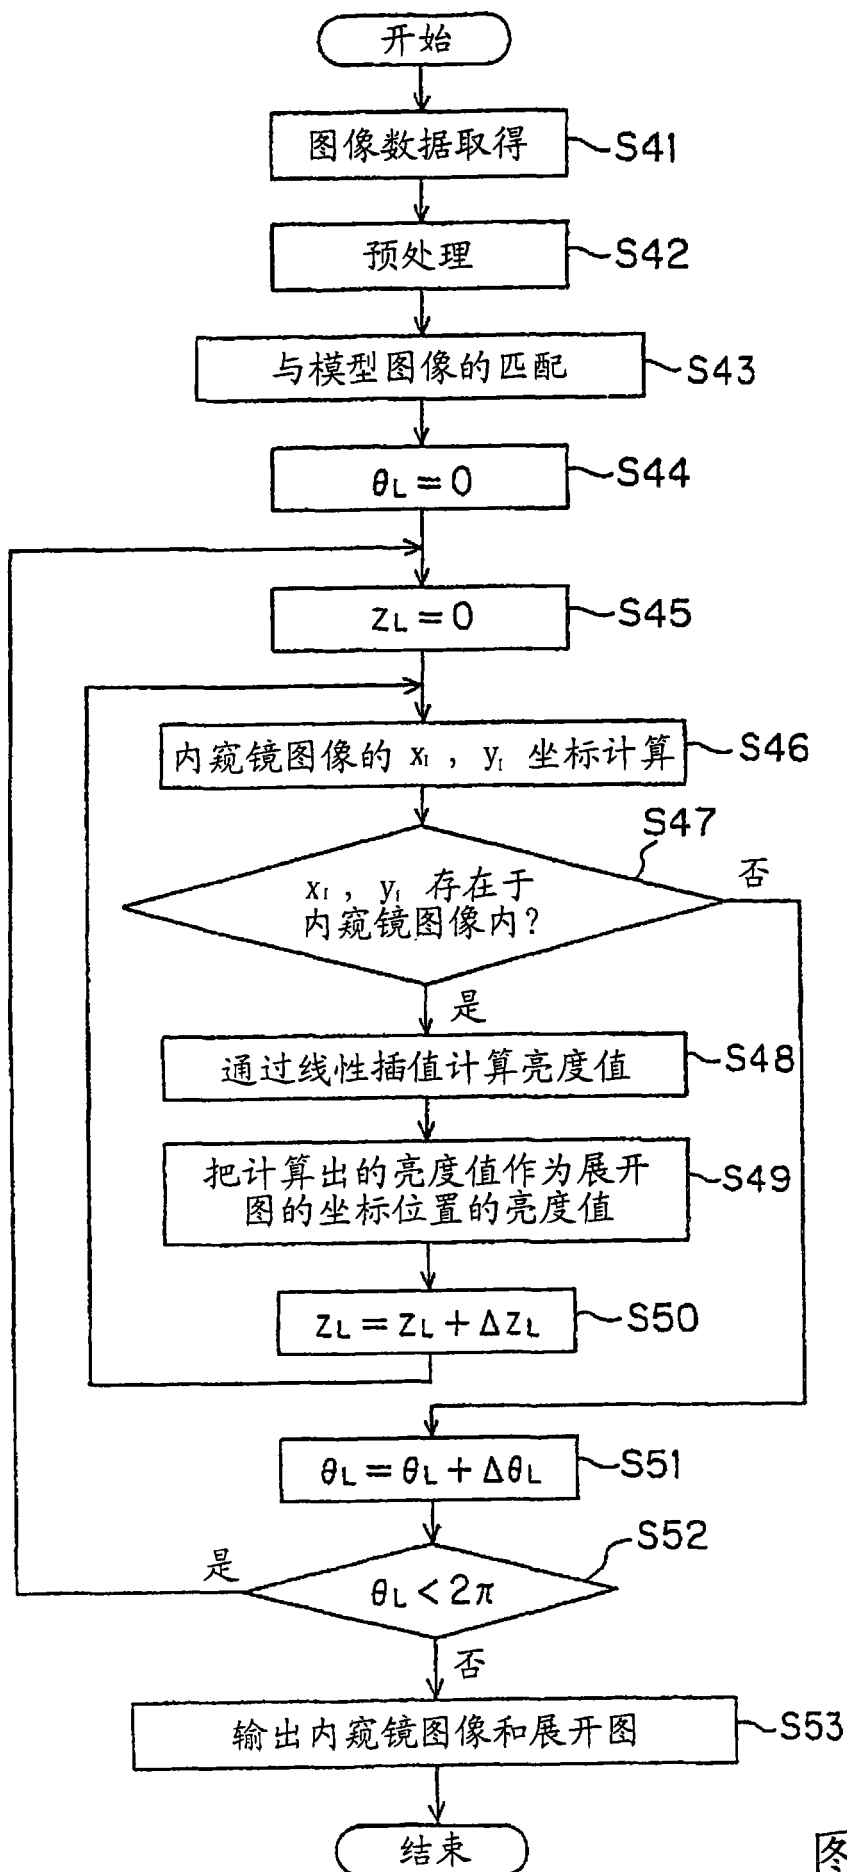 开始
图像数据取得
S41
预处理
S42
与模型图像的匹配
S43
θL=0
S44
zL=0
S45
内窥镜图像的 xI , yI 坐标计算
S46
S47
xI , yI 存在于
内窥镜图像内?
否
是
通过线性插值计算亮度值
S48
把计算出的亮度值作为展开
图的坐标位置的亮度值
S49
zL=zL+ΔzL
S50
θL=θL+ΔθL
S51
S52
是
θL<2π
否
输出内窥镜图像和展开图
S53
结束
图